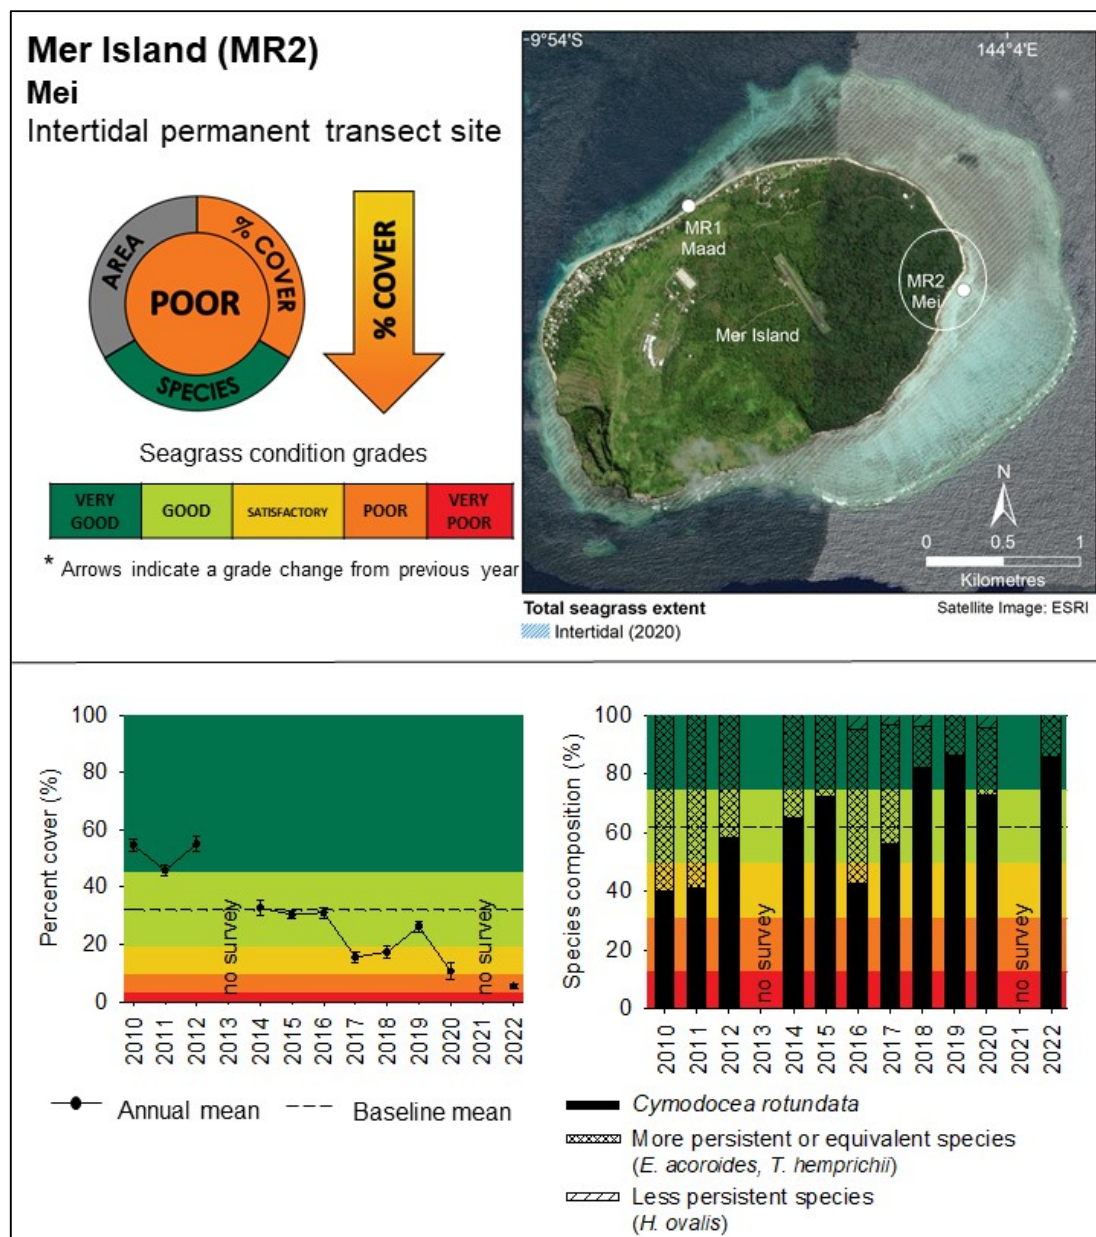 Mer Island (MR2)
Mei
Intertidal permanent transect site
AREA
% COVER
POOR
SPECIES
% COVER
Seagrass condition grades
VERY GOOD
GOOD
SATISFACTORY
POOR
VERY POOR
* Arrows indicate a grade change from previous year
-9°54'S
144°4'E
MR1
Maad
MR2
Mei
Mer Island
N
0 0.5 1
Kilometres
Total seagrass extent
Satellite Image: ESRI
Intertidal (2020)
Percent cover (%)
100
80
60
40
20
0
no survey
no survey
2010 2011 2012 2013 2014 2015 2016 2017 2018 2019 2020 2021 2022
Annual mean
Baseline mean
Species composition (%)
100
80
60
40
20
0
no survey
no survey
2010 2011 2012 2013 2014 2015 2016 2017 2018 2019 2020 2021 2022
Cymodocea rotundata
More persistent or equivalent species
(E. acoroides, T. hemprichii)
Less persistent species
(H. ovalis)